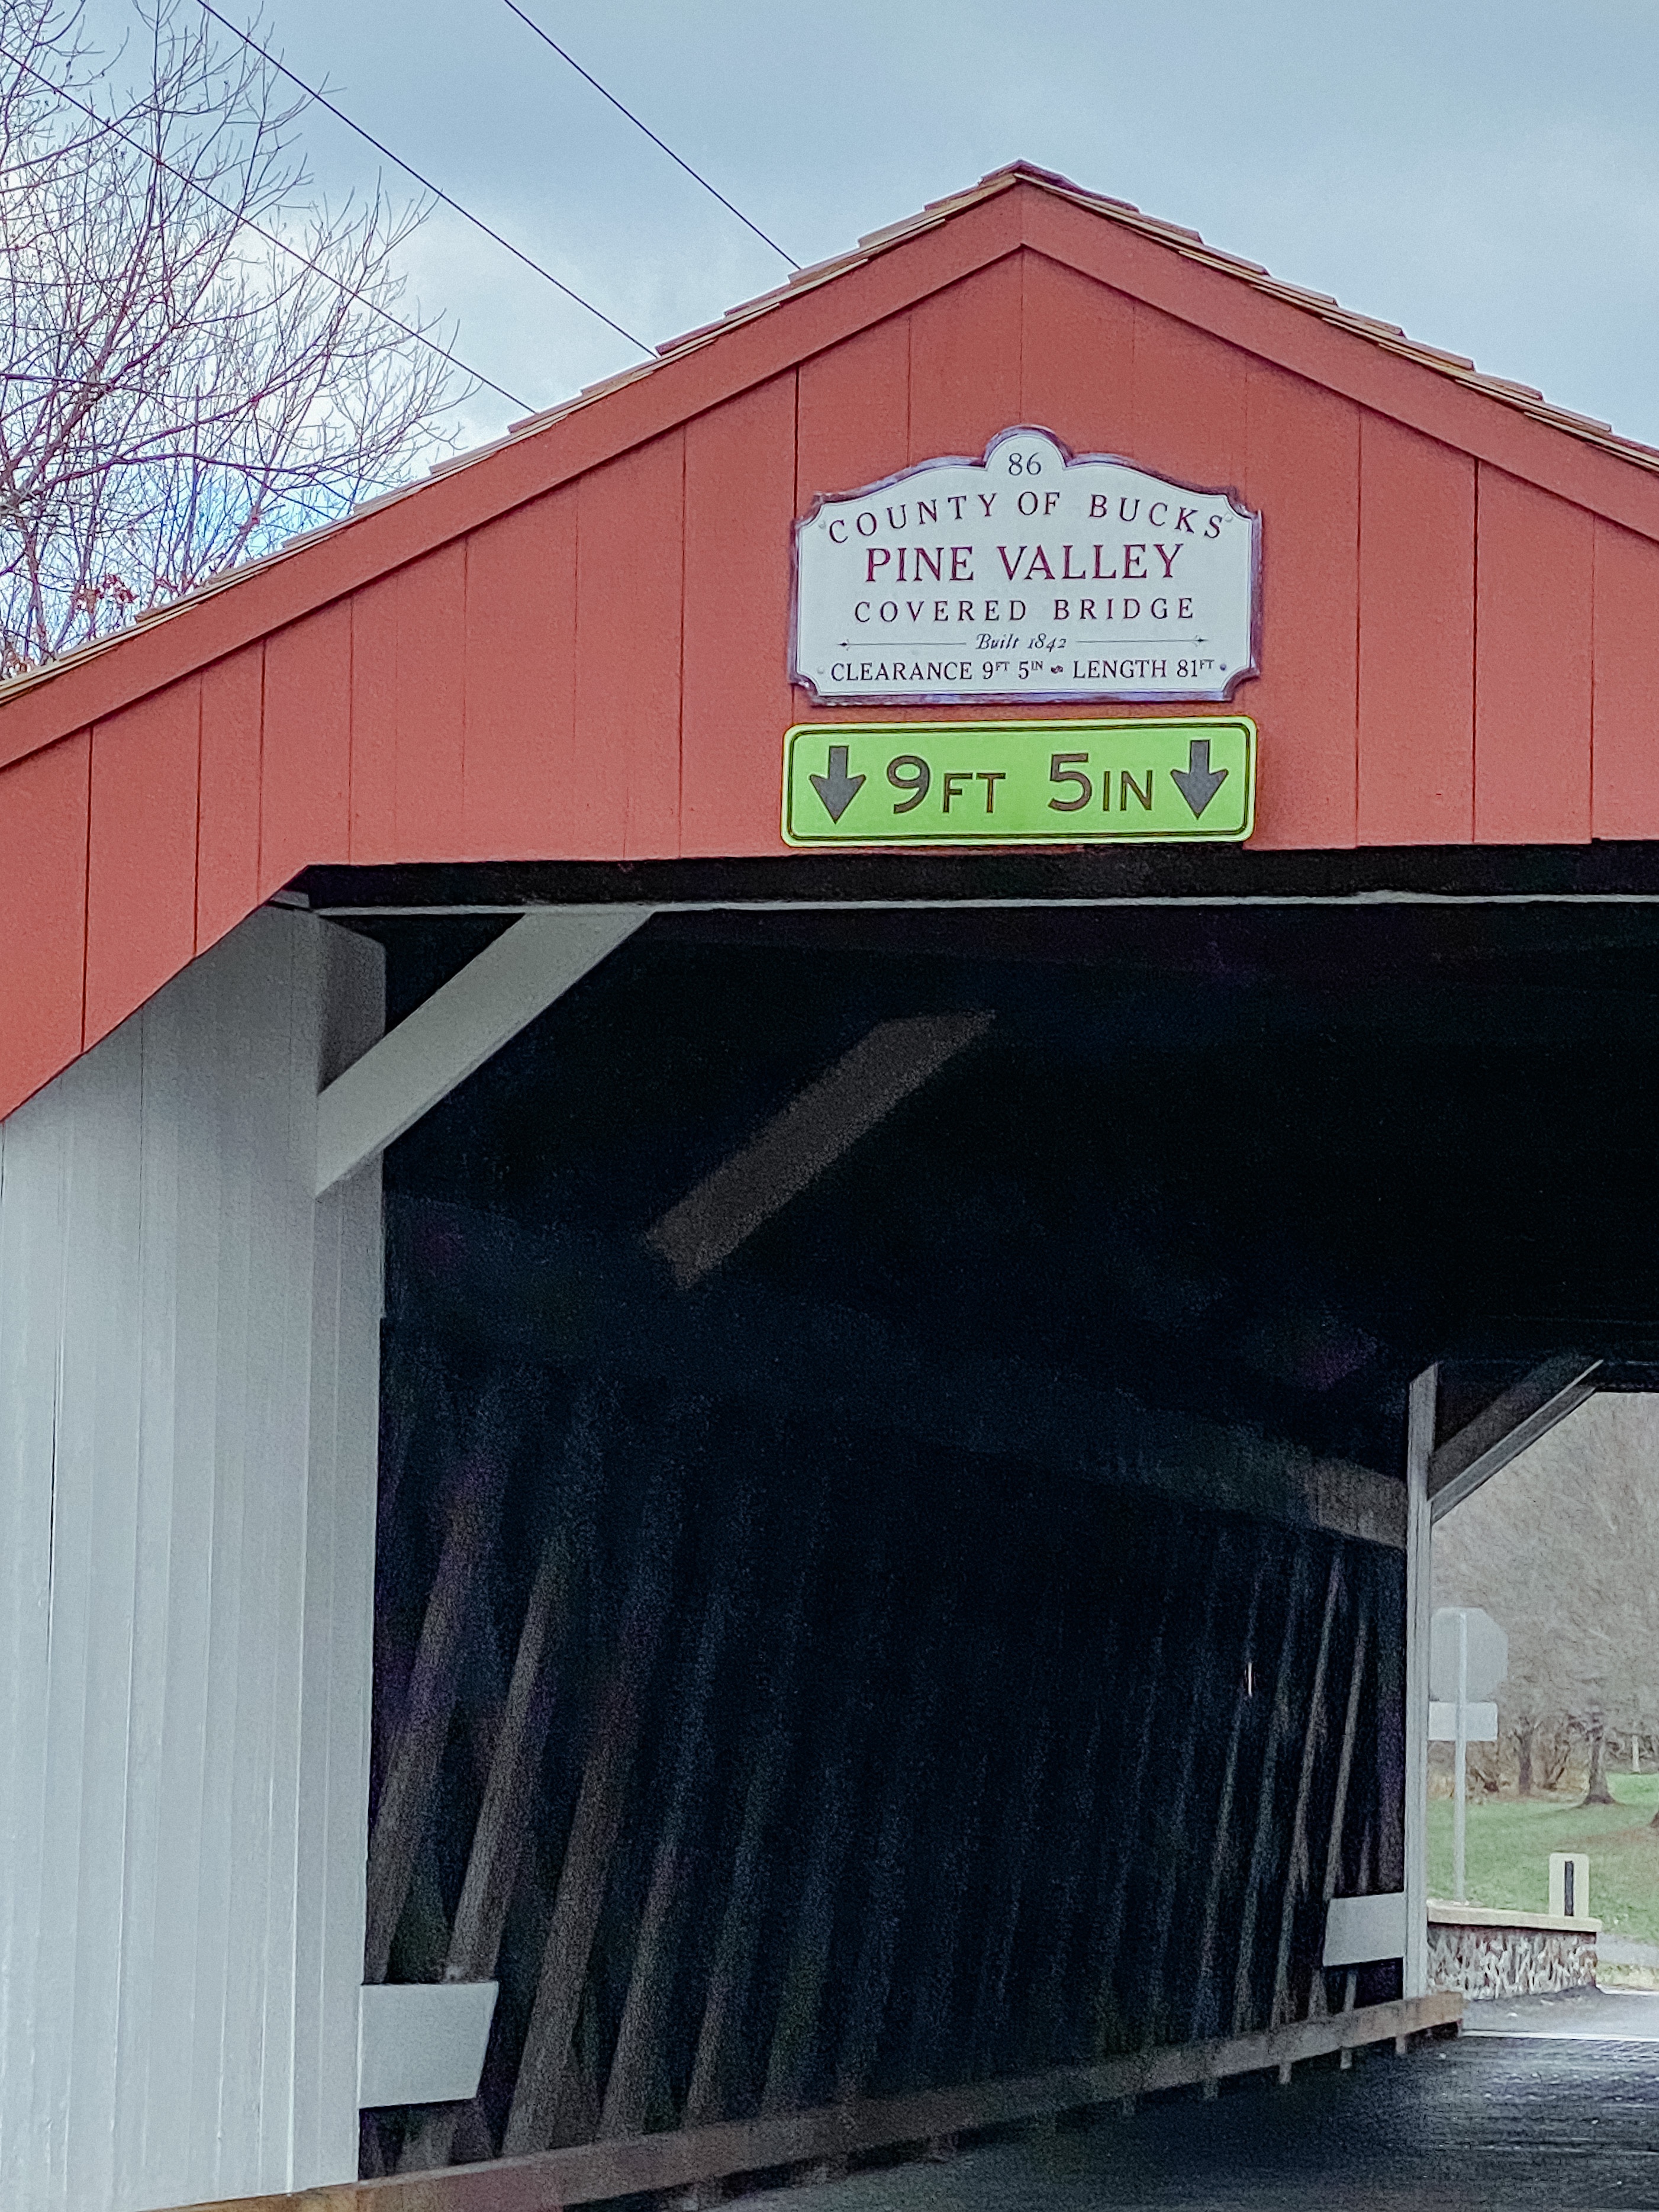 86
COUNTY OF BUCKS
PINE VALLEY
COVERED BRIDGE
Built 1842
CLEARANCE 9FT 5IN LENGTH 81FT
9FT 5IN